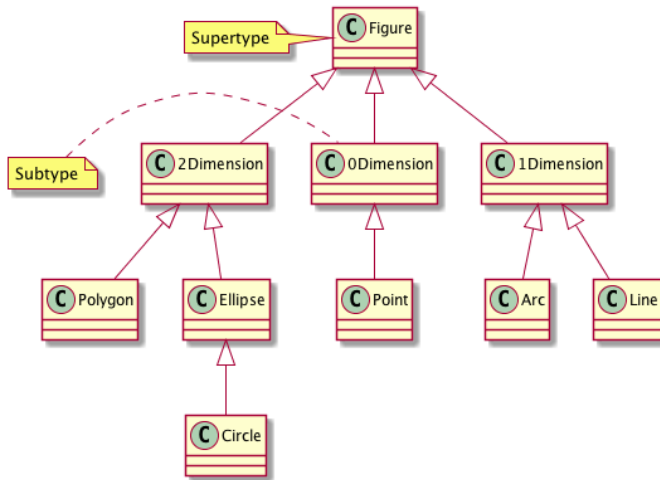 Supertype
C Figure
Subtype
C 2Dimension
C 0Dimension
C 1Dimension
C Polygon
C Ellipse
C Point
C Arc
C Line
C Circle